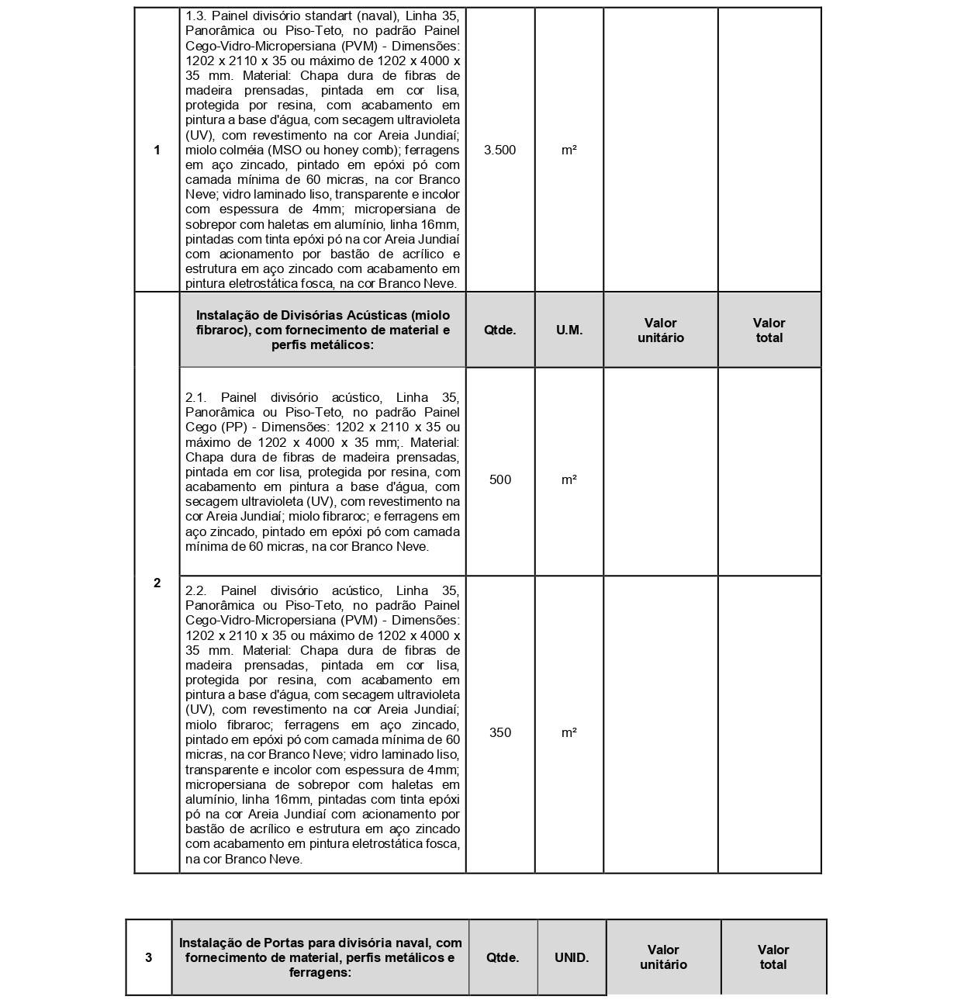 1.3. Painel divisório standart (naval), Linha 35,
Panorâmica ou Piso-Teto, no padrão Painel
Cego-Vidro-Micropersiana (PVM) - Dimensões:
1202 x 2110 x 35 ou máximo de 1202 x 4000 x
35 mm. Material: Chapa dura de fibras de
madeira prensadas, pintada em cor lisa,
protegida por resina, com acabamento em
pintura a base d'água, com secagem ultravioleta
(UV), com revestimento na cor Areia Jundiaí;
1
miolo colméia (MSO ou honey comb); ferragens
3.500
m²
em aço zincado, pintado em epóxi pó com
camada mínima de 60 micras, na cor Branco
Neve; vidro laminado liso, transparente e incolor
com espessura de 4mm; micropersiana de
sobrepor com haletas em alumínio, linha 16mm,
pintadas com tinta epóxi pó na cor Areia Jundiaí
com acionamento por bastão de acrílico e
estrutura em aço zincado com acabamento em
pintura eletrostática fosca, na cor Branco Neve.
Instalação de Divisórias Acústicas (miolo
fibraroc), com fornecimento de material e
perfis metálicos:
Qtde.
U.M.
Valor
unitário
Valor
total
2.1. Painel divisório acústico, Linha 35,
Panorâmica ou Piso-Teto, no padrão Painel
Cego (PP) - Dimensões: 1202 x 2110 x 35 ou
máximo de 1202 x 4000 x 35 mm;. Material:
Chapa dura de fibras de madeira prensadas,
pintada em cor lisa, protegida por resina, com
acabamento em pintura a base d'água, com
secagem ultravioleta (UV), com revestimento na
cor Areia Jundiaí; miolo fibraroc; e ferragens em
aço zincado, pintado em epóxi pó com camada
mínima de 60 micras, na cor Branco Neve.
500
m²
2
2.2. Painel divisório acústico, Linha 35,
Panorâmica ou Piso-Teto, no padrão Painel
Cego-Vidro-Micropersiana (PVM) - Dimensões:
1202 x 2110 x 35 ou máximo de 1202 x 4000 x
35 mm. Material: Chapa dura de fibras de
madeira prensadas, pintada em cor lisa,
protegida por resina, com acabamento em
pintura a base d'água, com secagem ultravioleta
(UV), com revestimento na cor Areia Jundiaí;
miolo fibraroc; ferragens em aço zincado,
pintado em epóxi pó com camada mínima de 60
micras, na cor Branco Neve; vidro laminado liso,
transparente e incolor com espessura de 4mm;
micropersiana de sobrepor com haletas em
alumínio, linha 16mm, pintadas com tinta epóxi
pó na cor Areia Jundiaí com acionamento por
bastão de acrílico e estrutura em aço zincado
com acabamento em pintura eletrostática fosca,
na cor Branco Neve.
350
m²
3
Instalação de Portas para divisória naval, com
fornecimento de material, perfis metálicos e
ferragens:
Qtde.
UNID.
Valor
unitário
Valor
total